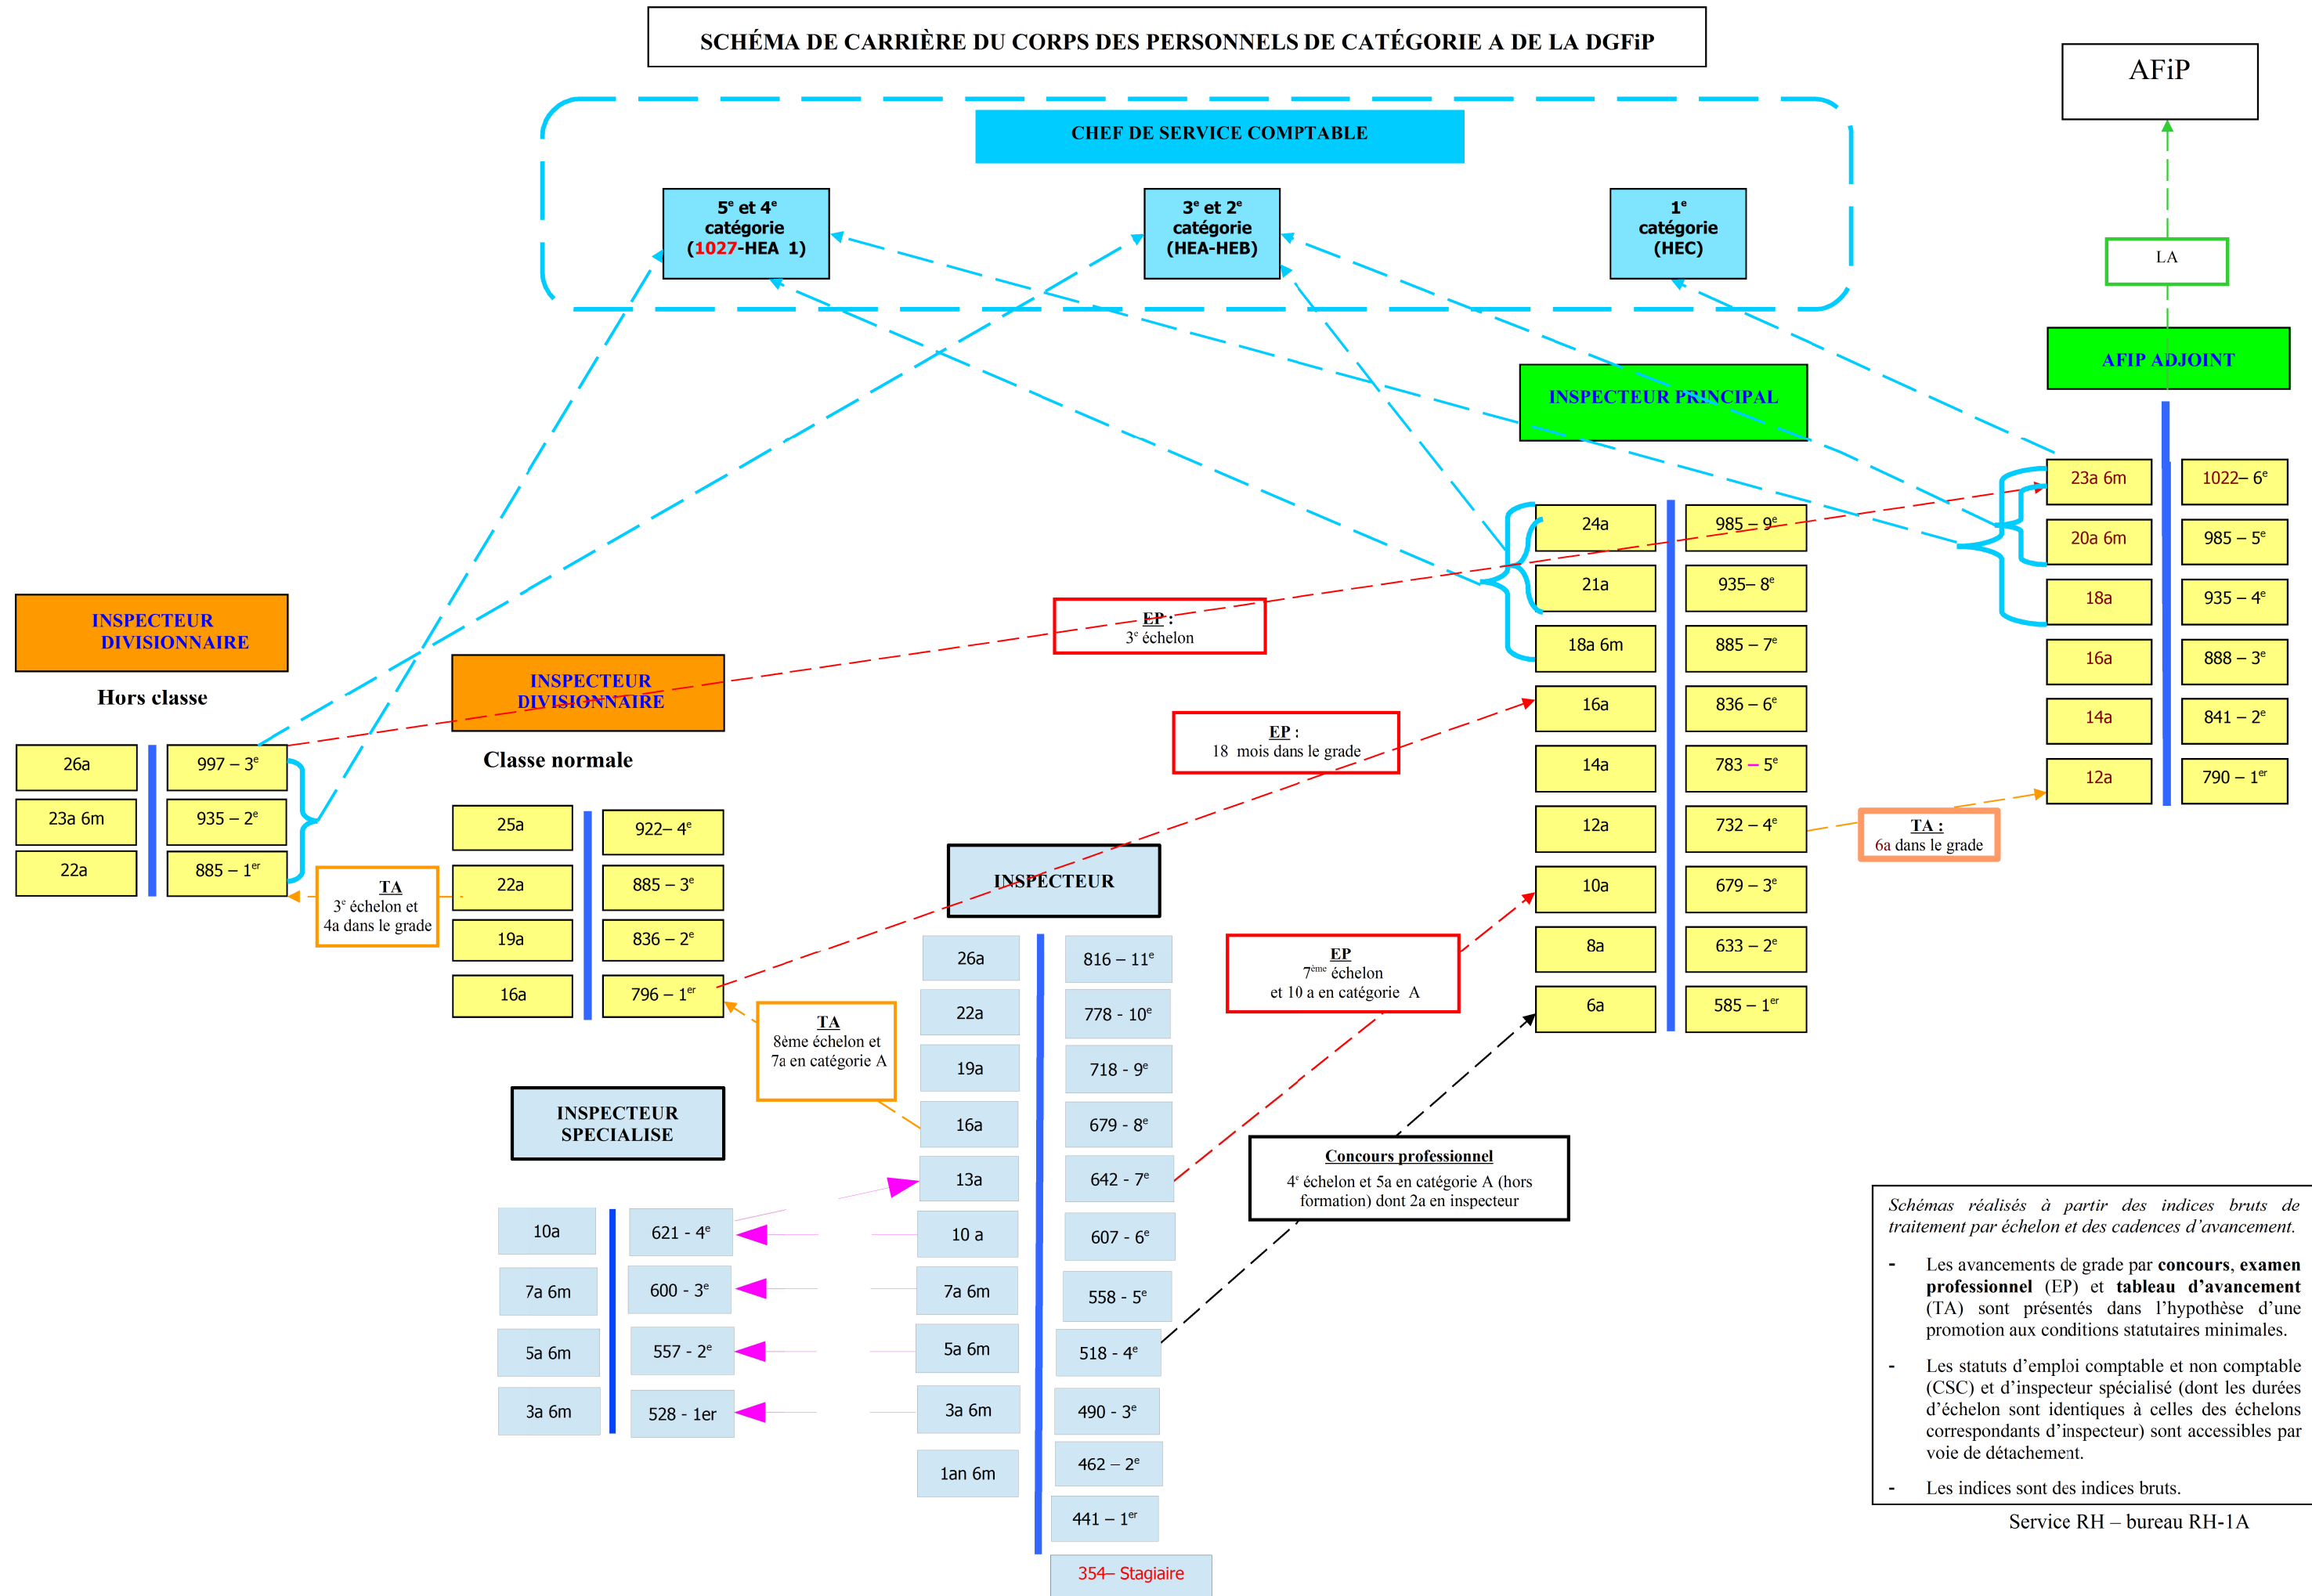 SCHÉMA DE CARRIÈRE DU CORPS DES PERSONNELS DE CATÉGORIE A DE LA DGFiP
AFiP
CHEF DE SERVICE COMPTABLE
5e et 4e
catégorie
(1027-HEA 1)
3e et 2e
catégorie
(HEA-HEB)
1e
catégorie
(HEC)
LA
AFIP ADJOINT
23a 6m 1022– 6e
20a 6m 985 – 5e
18a 935 – 4e
16a 888 – 3e
14a 841 – 2e
12a 790 – 1er
INSPECTEUR PRINCIPAL
24a 985 – 9e
21a 935– 8e
18a 6m 885 – 7e
16a 836 – 6e
14a 783 – 5e
12a 732 – 4e
10a 679 – 3e
8a 633 – 2e
6a 585 – 1er
TA :
6a dans le grade
EP :
3e échelon
EP :
18 mois dans le grade
INSPECTEUR
DIVISIONNAIRE
Hors classe
26a 997 – 3e
23a 6m 935 – 2e
22a 885 – 1er
TA
3e échelon et
4a dans le grade
INSPECTEUR
DIVISIONNAIRE
Classe normale
25a 922– 4e
22a 885 – 3e
19a 836 – 2e
16a 796 – 1er
TA
8ème échelon et
7a en catégorie A
INSPECTEUR
26a 816 – 11e
22a 778 - 10e
19a 718 - 9e
16a 679 - 8e
13a 642 - 7e
10 a 607 - 6e
7a 6m 558 - 5e
5a 6m 518 - 4e
3a 6m 490 - 3e
1an 6m 462 – 2e
441 – 1er
354– Stagiaire
EP
7ème échelon
et 10 a en catégorie A
Concours professionnel
4e échelon et 5a en catégorie A (hors
formation) dont 2a en inspecteur
INSPECTEUR
SPECIALISE
10a 621 - 4e
7a 6m 600 - 3e
5a 6m 557 - 2e
3a 6m 528 - 1er
Schémas réalisés à partir des indices bruts de
traitement par échelon et des cadences d’avancement.
- Les avancements de grade par concours, examen
professionnel (EP) et tableau d’avancement
(TA) sont présentés dans l’hypothèse d’une
promotion aux conditions statutaires minimales.
- Les statuts d’emploi comptable et non comptable
(CSC) et d’inspecteur spécialisé (dont les durées
d’échelon sont identiques à celles des échelons
correspondants d’inspecteur) sont accessibles par
voie de détachement.
- Les indices sont des indices bruts.
Service RH – bureau RH-1A